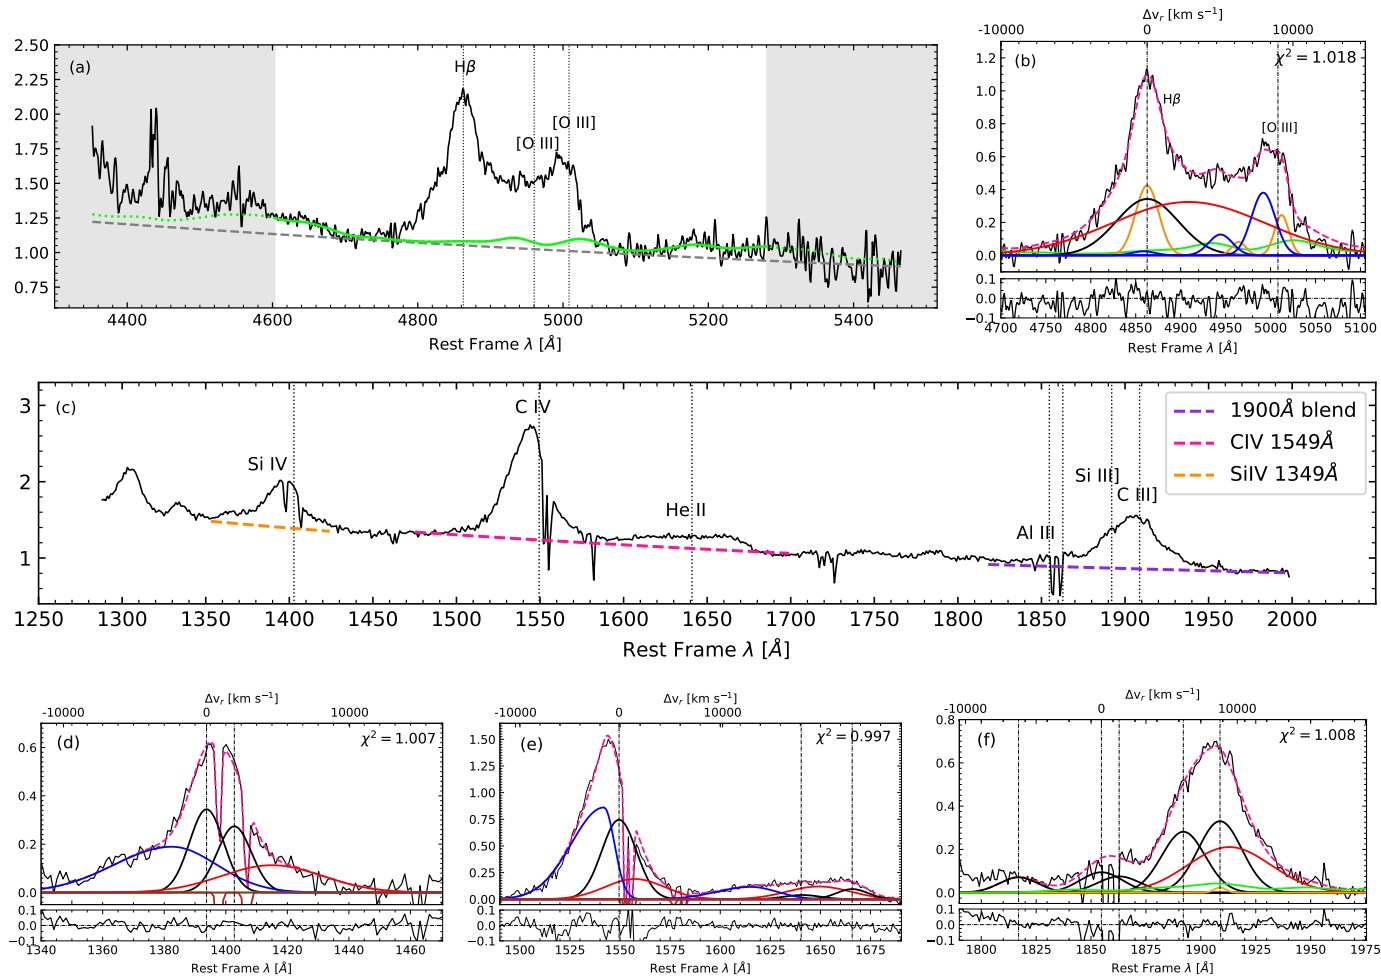 (a)
Hβ
[O III]
[O III]
2.50
2.25
2.00
1.75
1.50
1.25
1.00
0.75
4400 4600 4800 5000 5200 5400
Rest Frame λ [Å]
Δvᵣ [km s⁻¹]
-10000 0 10000
(b)
χ² = 1.018
Hβ
[O III]
1.2
1.0
0.8
0.6
0.4
0.2
0.0
0.1
0.0
−0.1
4700 4750 4800 4850 4900 4950 5000 5050 5100
Rest Frame λ [Å]
(c)
Si IV
C IV
He II
Al III
Si III]
C III]
1900Å blend
CIV 1549Å
SiIV 1349Å
3
2
1
1250 1300 1350 1400 1450 1500 1550 1600 1650 1700 1750 1800 1850 1900 1950 2000
Rest Frame λ [Å]
Δvᵣ [km s⁻¹]
-10000 0 10000
(d)
χ² = 1.007
0.6
0.4
0.2
0.0
0.1
0.0
−0.1
1340 1360 1380 1400 1420 1440 1460
Rest Frame λ [Å]
Δvᵣ [km s⁻¹]
-10000 0 10000
(e)
χ² = 0.997
1.50
1.25
1.00
0.75
0.50
0.25
0.00
0.1
0.0
−0.1
1500 1525 1550 1575 1600 1625 1650 1675
Rest Frame λ [Å]
Δvᵣ [km s⁻¹]
-10000 0 10000
(f)
χ² = 1.008
0.8
0.6
0.4
0.2
0.0
0.1
0.0
−0.1
1800 1825 1850 1875 1900 1925 1950 1975
Rest Frame λ [Å]